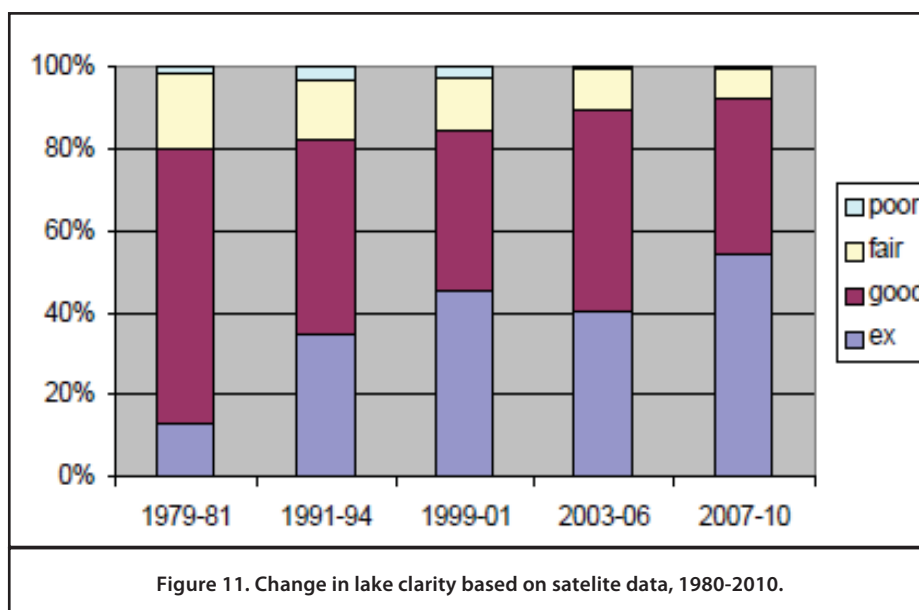 100%
80%
60%
40%
20%
0%
1979-81 1991-94 1999-01 2003-06 2007-10
poor
fair
good
ex
Figure 11. Change in lake clarity based on satelite data, 1980-2010.